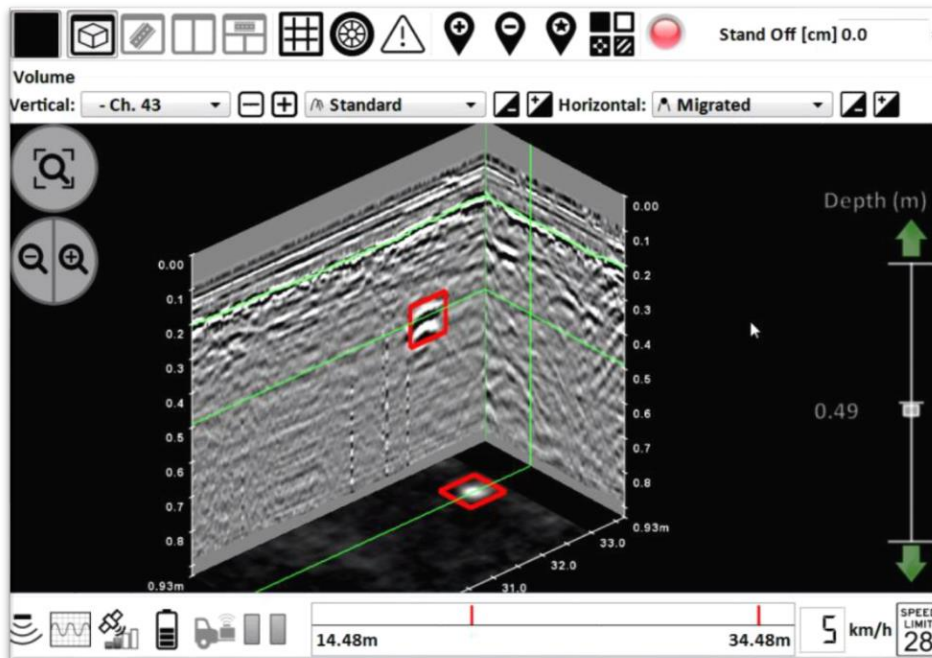 Stand Off [cm] 0.0
Volume
Vertical: - Ch. 43 Standard Horizontal: Migrated
Depth (m)
0.00
0.1
0.2
0.3
0.4
0.5
0.6
0.7
0.8
0.93m
0.00
0.1
0.2
0.3
0.4
0.5
0.6
0.7
0.8
0.93m
33.0
32.0
31.0
0.49
14.48m 34.48m
5 km/h
SPEED
LIMIT
28